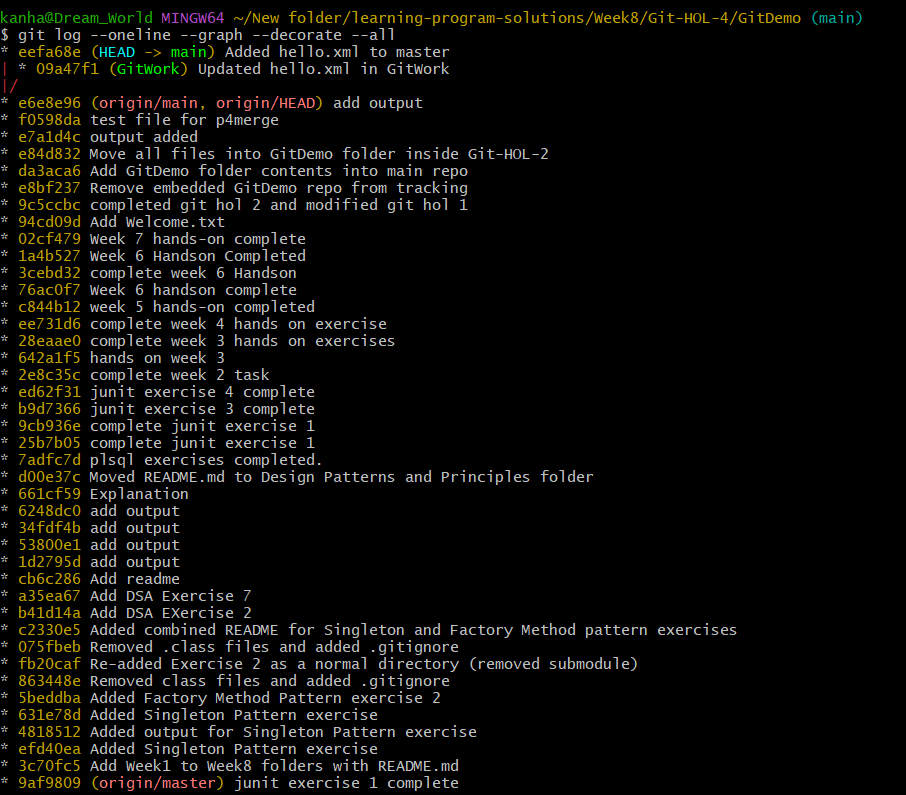 kanha@Dream_World MINGW64 ~/New folder/learning-program-solutions/Week8/Git-HOL-4/GitDemo (main)
$ git log --oneline --graph --decorate --all
* eefa68e (HEAD -> main) Added hello.xml to master
| * 09a47f1 (GitWork) Updated hello.xml in GitWork
|/
* e6e8e96 (origin/main, origin/HEAD) add output
* f0598da test file for p4merge
* e7a1d4c output added
* e84d832 Move all files into GitDemo folder inside Git-HOL-2
* da3aca6 Add GitDemo folder contents into main repo
* e8bf237 Remove embedded GitDemo repo from tracking
* 9c5ccbc completed git hol 2 and modified git hol 1
* 94cd09d Add Welcome.txt
* 02cf479 Week 7 hands-on complete
* 1a4b527 Week 6 Handson Completed
* 3cebd32 complete week 6 Handson
* 76ac0f7 Week 6 handson complete
* c844b12 week 5 hands-on completed
* ee731d6 complete week 4 hands on exercise
* 28eaae0 complete week 3 hands on exercises
* 642a1f5 hands on week 3
* 2e8c35c complete week 2 task
* ed62f31 junit exercise 4 complete
* b9d7366 junit exercise 3 complete
* 9cb936e complete junit exercise 1
* 25b7b05 complete junit exercise 1
* 7adfc7d plsql exercises completed.
* d00e37c Moved README.md to Design Patterns and Principles folder
* 661cf59 Explanation
* 6248dc0 add output
* 34fdf4b add output
* 53800e1 add output
* 1d2795d add output
* cb6c286 Add readme
* a35ea67 Add DSA Exercise 7
* b41d14a Add DSA EXercise 2
* c2330e5 Added combined README for Singleton and Factory Method pattern exercises
* 075fbeb Removed .class files and added .gitignore
* fb20caf Re-added Exercise 2 as a normal directory (removed submodule)
* 863448e Removed class files and added .gitignore
* 5beddba Added Factory Method Pattern exercise 2
* 631e78d Added Singleton Pattern exercise
* 4818512 Added output for Singleton Pattern exercise
* efd40ea Added Singleton Pattern exercise
* 3c70fc5 Add Week1 to Week8 folders with README.md
* 9af9809 (origin/master) junit exercise 1 complete